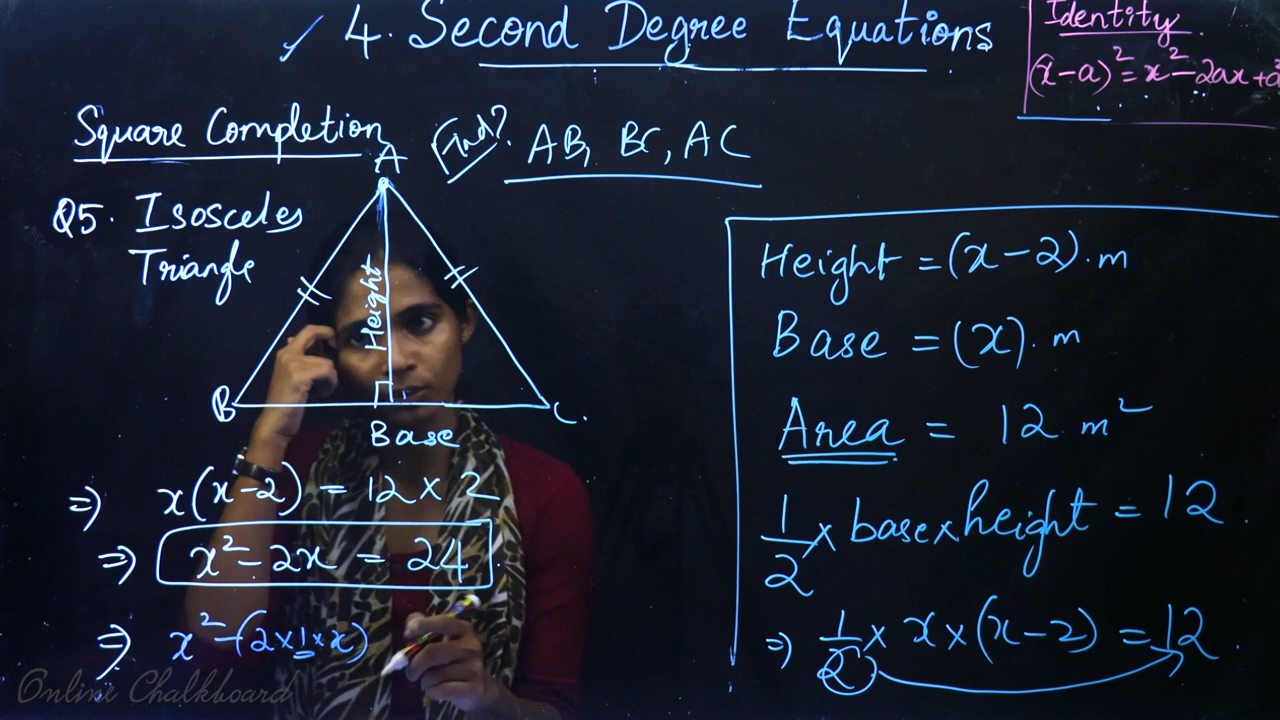 ✓ 4. Second Degree Equations
Identity
(x-a)² = x² - 2ax + a²
Square Completion
Find? AB, BC, AC
Q5. Isosceles
Triangle
A
Height
B
C
Base
Height = (x-2). m
Base = (x). m
Area = 12 m²
1/2 × base × height = 12.
⇒ 1/2 × x × (x-2) = 12.
⇒ x(x-2) = 12 × 2
⇒ x² - 2x = 24
⇒ x² - (2×1×x)
Online Chalkboard